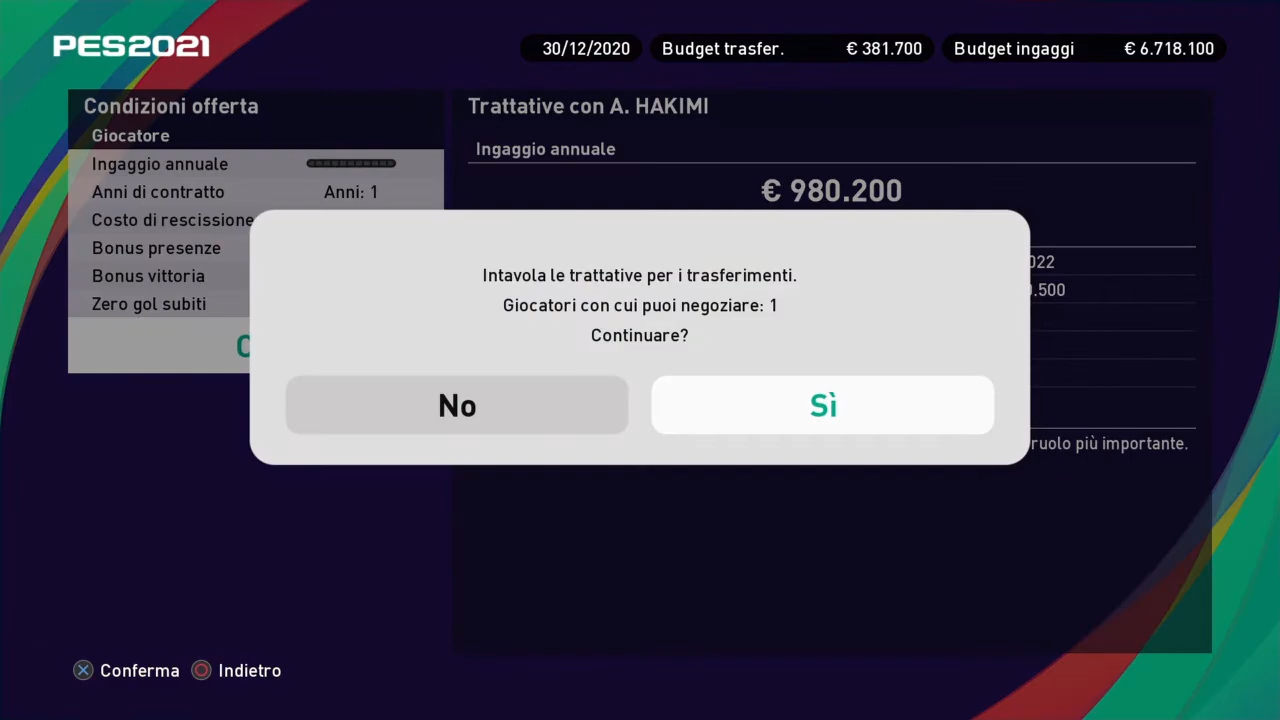 PES2021
30/12/2020 Budget trasfer. € 381.700 Budget ingaggi € 6.718.100
Condizioni offerta
Giocatore
Ingaggio annuale
Anni di contratto Anni: 1
Costo di rescissione
Bonus presenze
Bonus vittoria
Zero gol subiti
Trattative con A. HAKIMI
Ingaggio annuale
€ 980.200
022
.500
ruolo più importante.
Intavola le trattative per i trasferimenti.
Giocatori con cui puoi negoziare: 1
Continuare?
No Sì
Conferma Indietro